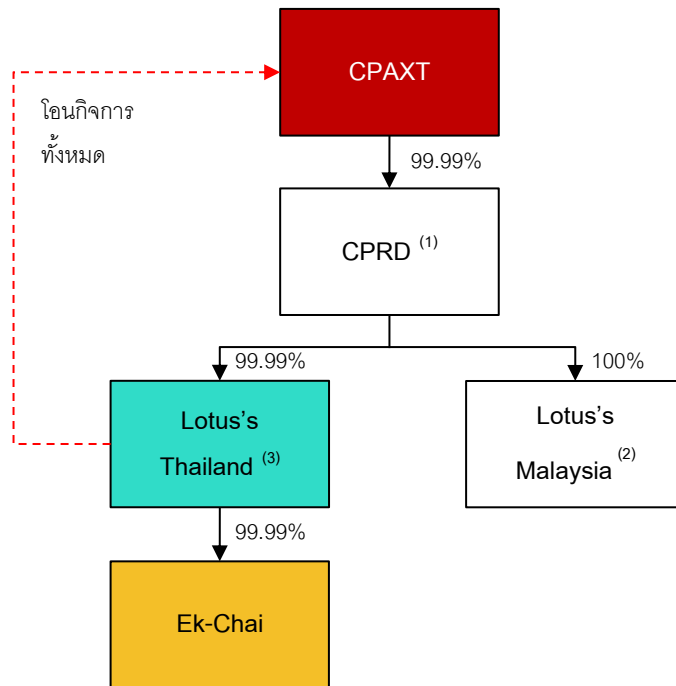 CPAXT
โอนกิจการ
ทั้งหมด
99.99%
CPRD (1)
99.99%
100%
Lotus's
Thailand (3)
Lotus's
Malaysia (2)
99.99%
Ek-Chai